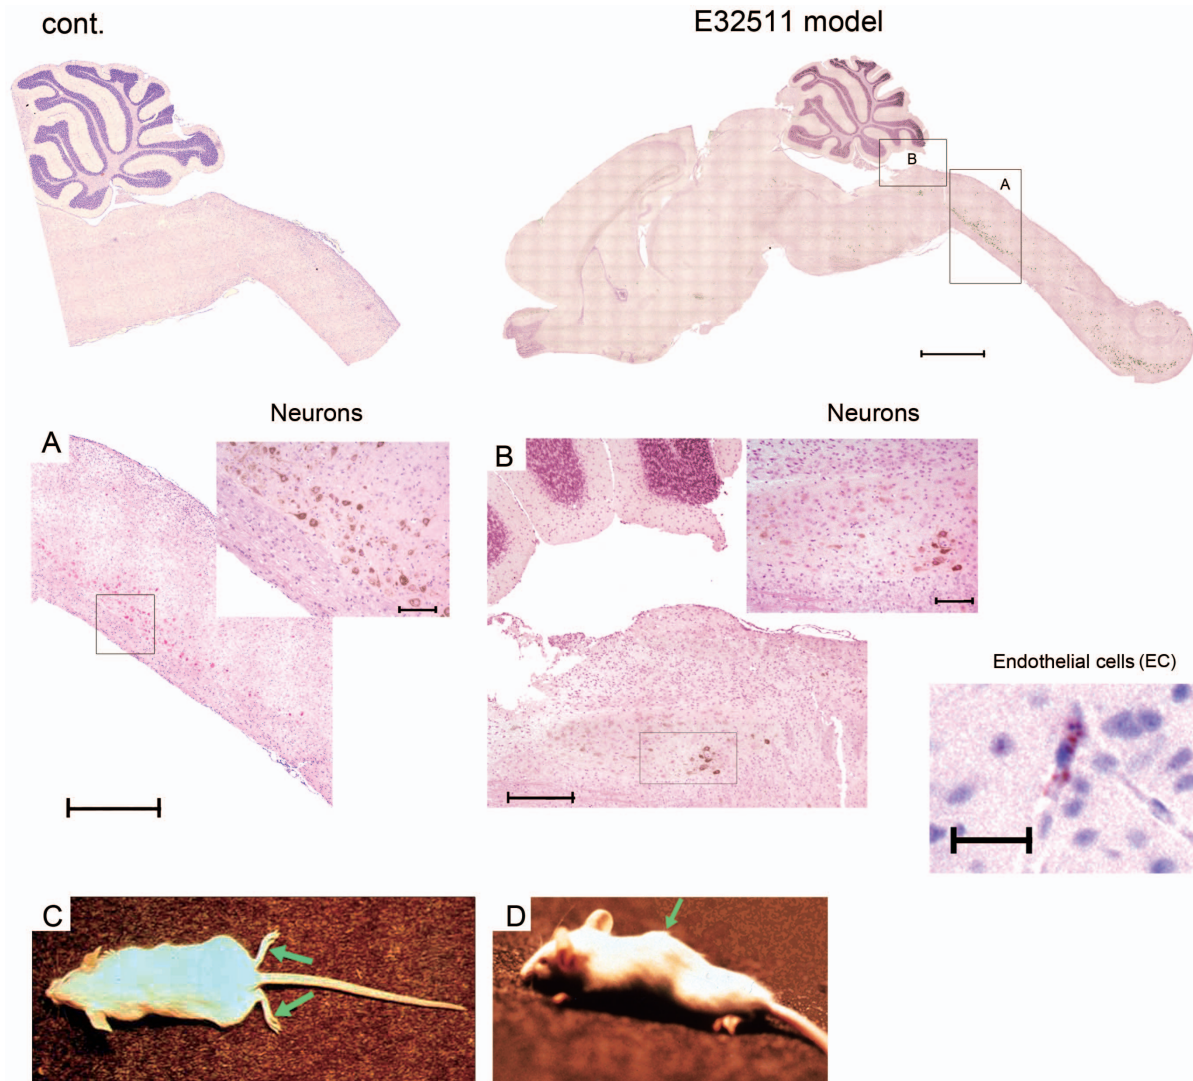 cont.
E32511 model
B
A
Neurons
Neurons
A
B
Endothelial cells (EC)
C
D